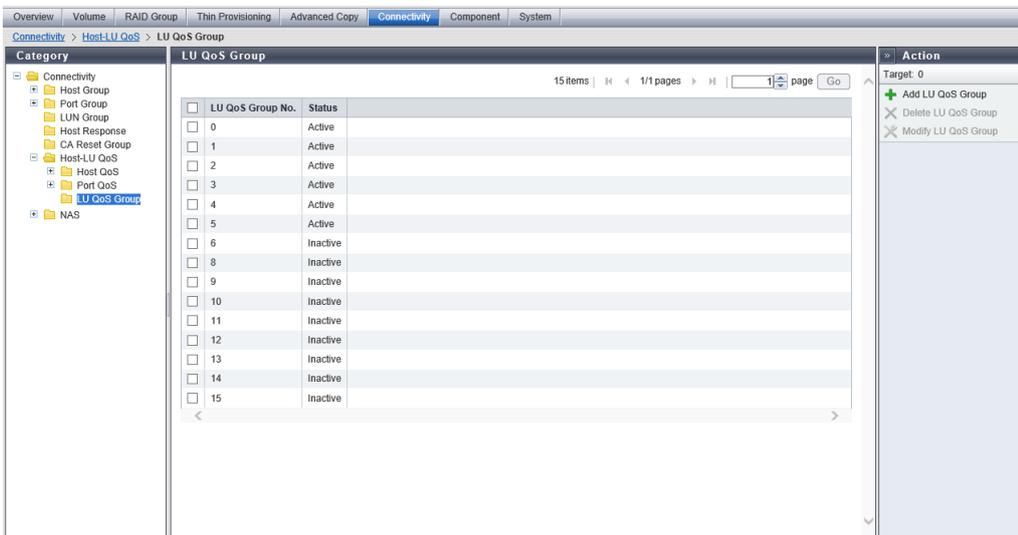 Overview Volume RAID Group Thin Provisioning Advanced Copy Connectivity Component System
Connectivity > Host-LU QoS > LU QoS Group
Category
Connectivity
Host Group
Port Group
LUN Group
Host Response
CA Reset Group
Host-LU QoS
Host QoS
Port QoS
LU QoS Group
NAS
LU QoS Group
15 items 1/1 pages 1 page Go
LU QoS Group No. Status
0 Active
1 Active
2 Active
3 Active
4 Active
5 Active
6 Inactive
8 Inactive
9 Inactive
10 Inactive
11 Inactive
12 Inactive
13 Inactive
14 Inactive
15 Inactive
» Action
Target: 0
Add LU QoS Group
Delete LU QoS Group
Modify LU QoS Group